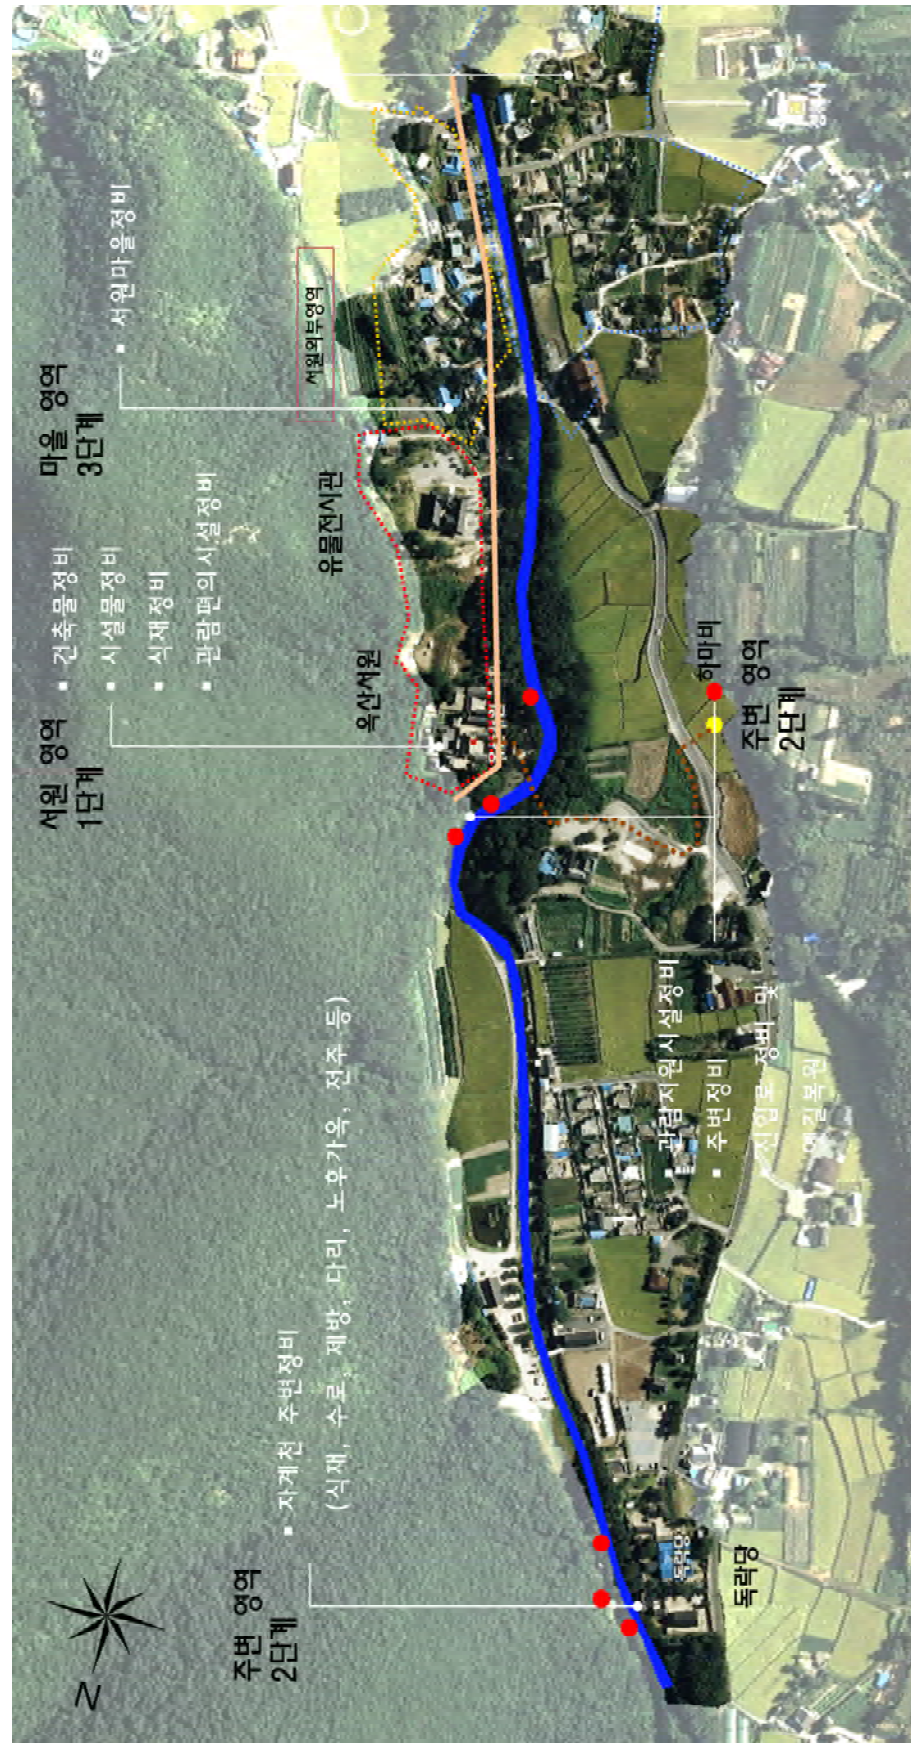 주변 영역
2단계
▪ 자계천 주변정비
(식재, 수로, 제방, 다리, 노후가옥, 전주 등)
서원 영역
1단계
▪ 건축물정비
▪ 시설물정비
▪ 식재정비
▪ 관람편의시설정비
마을 영역
3단계
▪ 서원마을정비
서원외부영역
유물전시관
옥산서원
하마비
주변 영역
2단계
▪ 관람지원시설정비
▪ 주변정비
▪ 진입로 정비 및
옛길복원
독락당
독락당
N